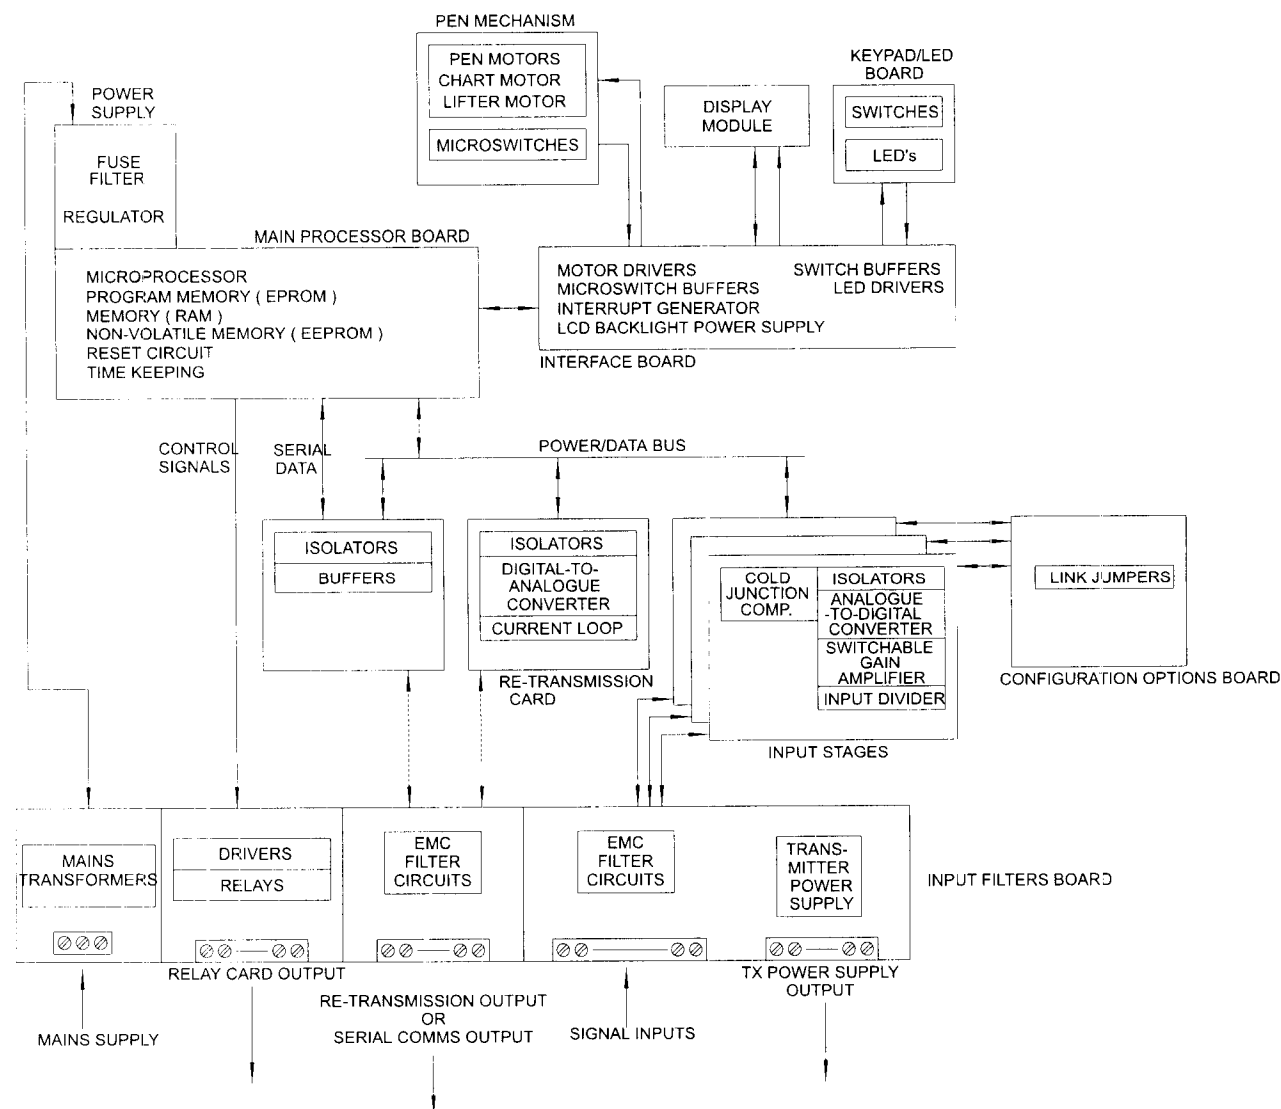 PEN MECHANISM
PEN MOTORS
CHART MOTOR
LIFTER MOTOR
MICROSWITCHES
DISPLAY
MODULE
KEYPAD/LED
BOARD
SWITCHES
LED's
POWER
SUPPLY
FUSE
FILTER
REGULATOR
MAIN PROCESSOR BOARD
MICROPROCESSOR
PROGRAM MEMORY ( EPROM )
MEMORY ( RAM )
NON-VOLATILE MEMORY ( EEPROM )
RESET CIRCUIT
TIME KEEPING
MOTOR DRIVERS
MICROSWITCH BUFFERS
INTERRUPT GENERATOR
LCD BACKLIGHT POWER SUPPLY
SWITCH BUFFERS
LED DRIVERS
INTERFACE BOARD
CONTROL
SIGNALS
SERIAL
DATA
POWER/DATA BUS
ISOLATORS
BUFFERS
ISOLATORS
DIGITAL-TO-
ANALOGUE
CONVERTER
CURRENT LOOP
RE-TRANSMISSION
CARD
COLD
JUNCTION
COMP.
ISOLATORS
ANALOGUE
-TO-DIGITAL
CONVERTER
SWITCHABLE
GAIN
AMPLIFIER
INPUT DIVIDER
INPUT STAGES
LINK JUMPERS
CONFIGURATION OPTIONS BOARD
MAINS
TRANSFORMERS
DRIVERS
RELAYS
EMC
FILTER
CIRCUITS
EMC
FILTER
CIRCUITS
TRANS-
MITTER
POWER
SUPPLY
INPUT FILTERS BOARD
RELAY CARD OUTPUT
MAINS SUPPLY
RE-TRANSMISSION OUTPUT
OR
SERIAL COMMS OUTPUT
SIGNAL INPUTS
TX POWER SUPPLY
OUTPUT